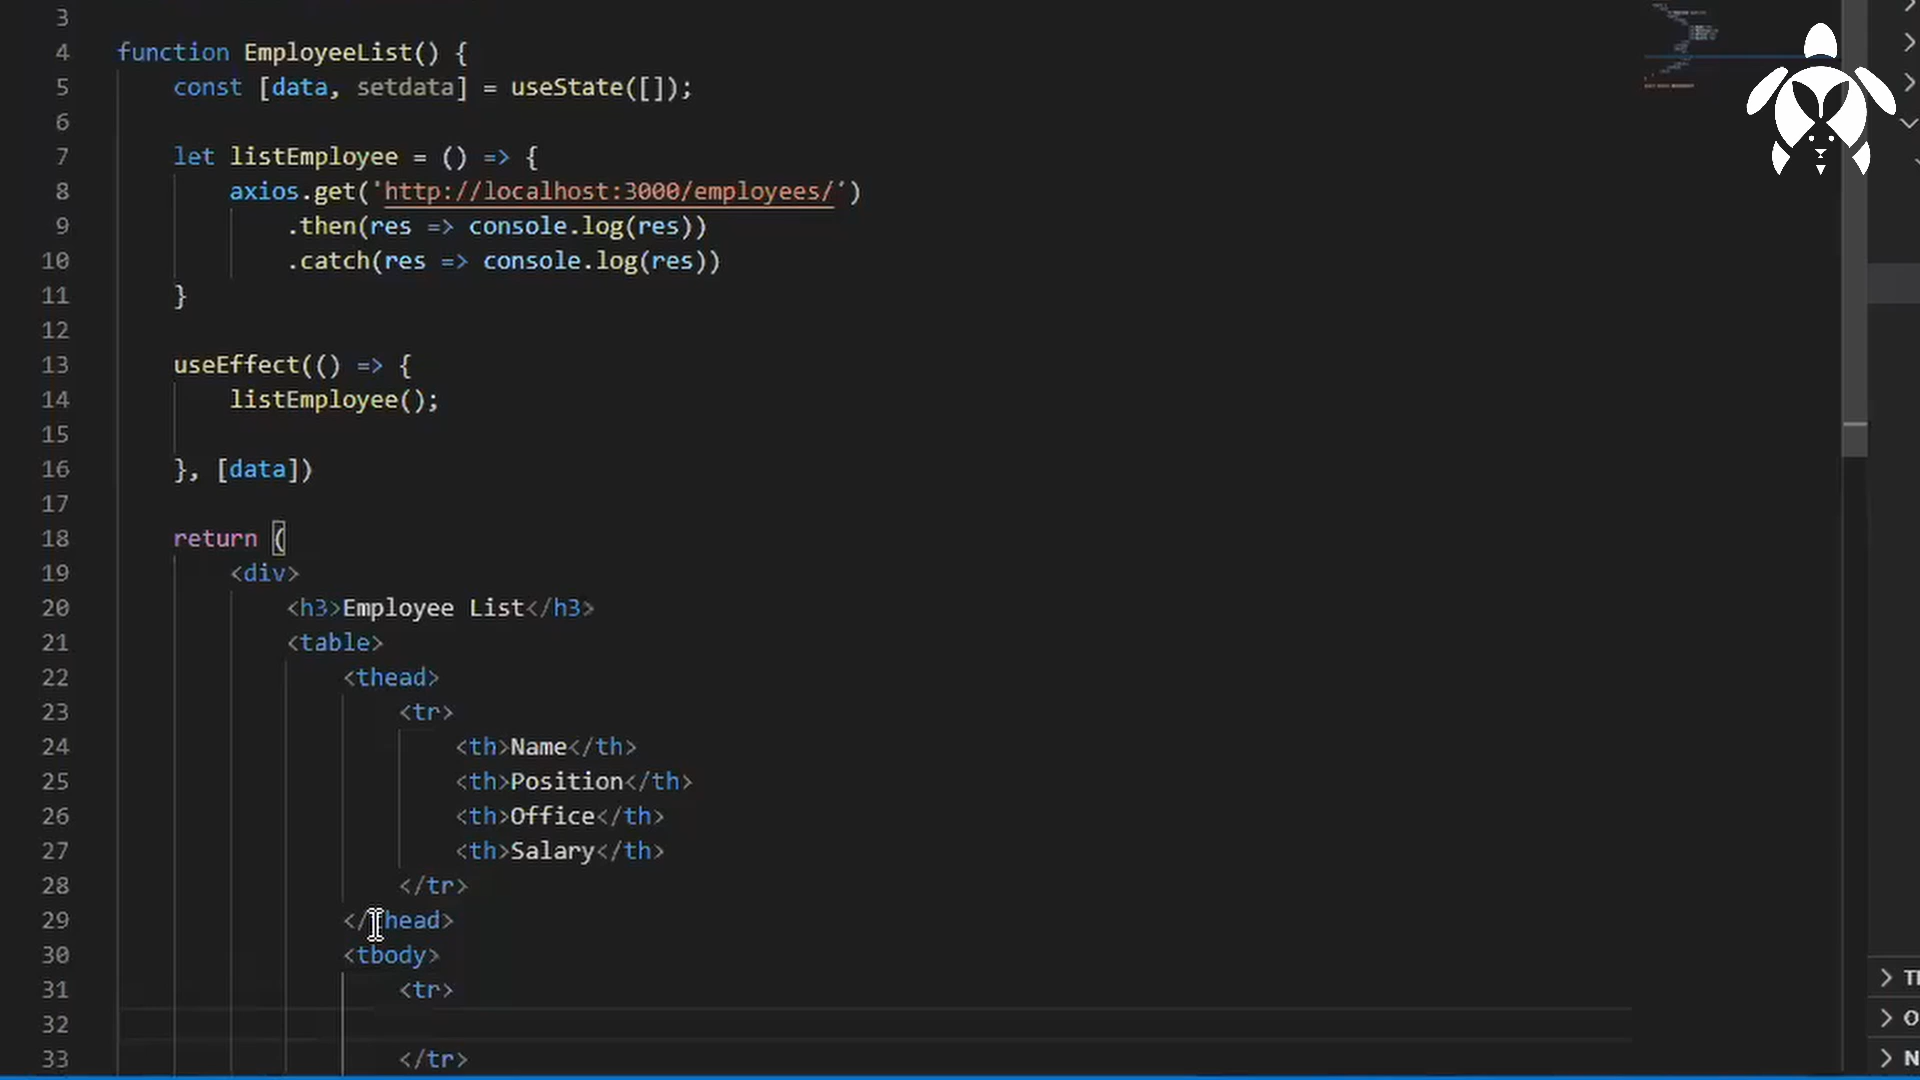 3
4 function EmployeeList() {
5 const [data, setdata] = useState([]);
6
7 let listEmployee = () => {
8 axios.get('http://localhost:3000/employees/')
9 .then(res => console.log(res))
10 .catch(res => console.log(res))
11 }
12
13 useEffect(() => {
14 listEmployee();
15
16 }, [data])
17
18 return (
19 <div>
20 <h3>Employee List</h3>
21 <table>
22 <thead>
23 <tr>
24 <th>Name</th>
25 <th>Position</th>
26 <th>Office</th>
27 <th>Salary</th>
28 </tr>
29 </thead>
30 <tbody>
31 <tr>
32
33 </tr>